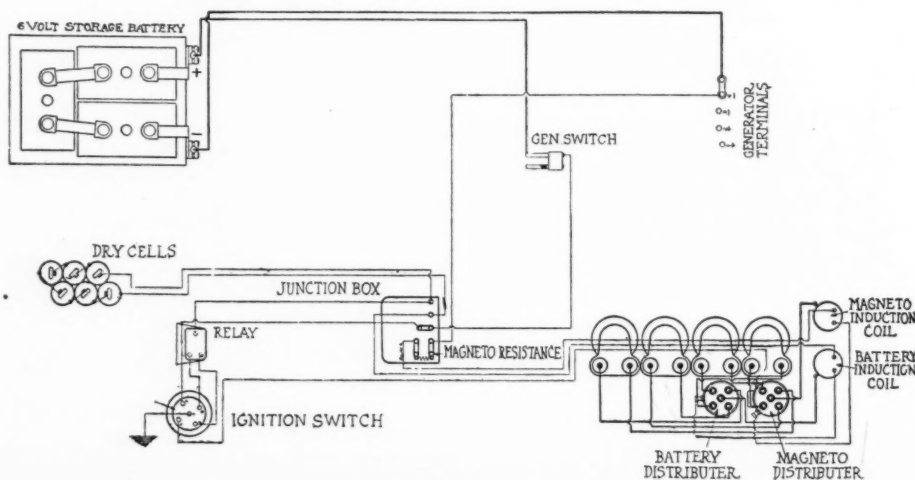 6 VOLT STORAGE BATTERY
+
−
GENERATOR
TERMINALS
GEN SWITCH
DRY CELLS
JUNCTION BOX
RELAY
MAGNETO RESISTANCE
IGNITION SWITCH
MAGNETO
INDUCTION
COIL
BATTERY
INDUCTION
COIL
BATTERY
DISTRIBUTER
MAGNETO
DISTRIBUTER